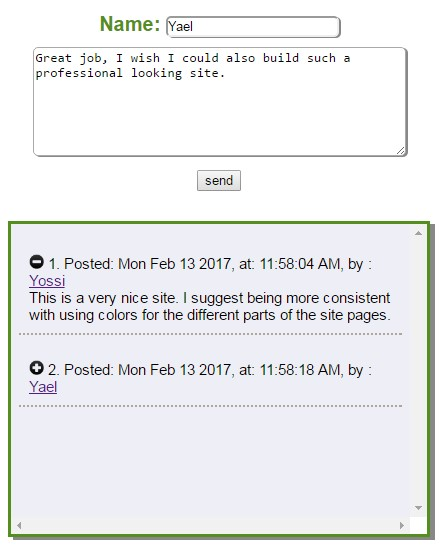 Name: Yael
Great job, I wish I could also build such a
professional looking site.
send
1. Posted: Mon Feb 13 2017, at: 11:58:04 AM, by :
Yossi
This is a very nice site. I suggest being more consistent
with using colors for the different parts of the site pages.
2. Posted: Mon Feb 13 2017, at: 11:58:18 AM, by :
Yael